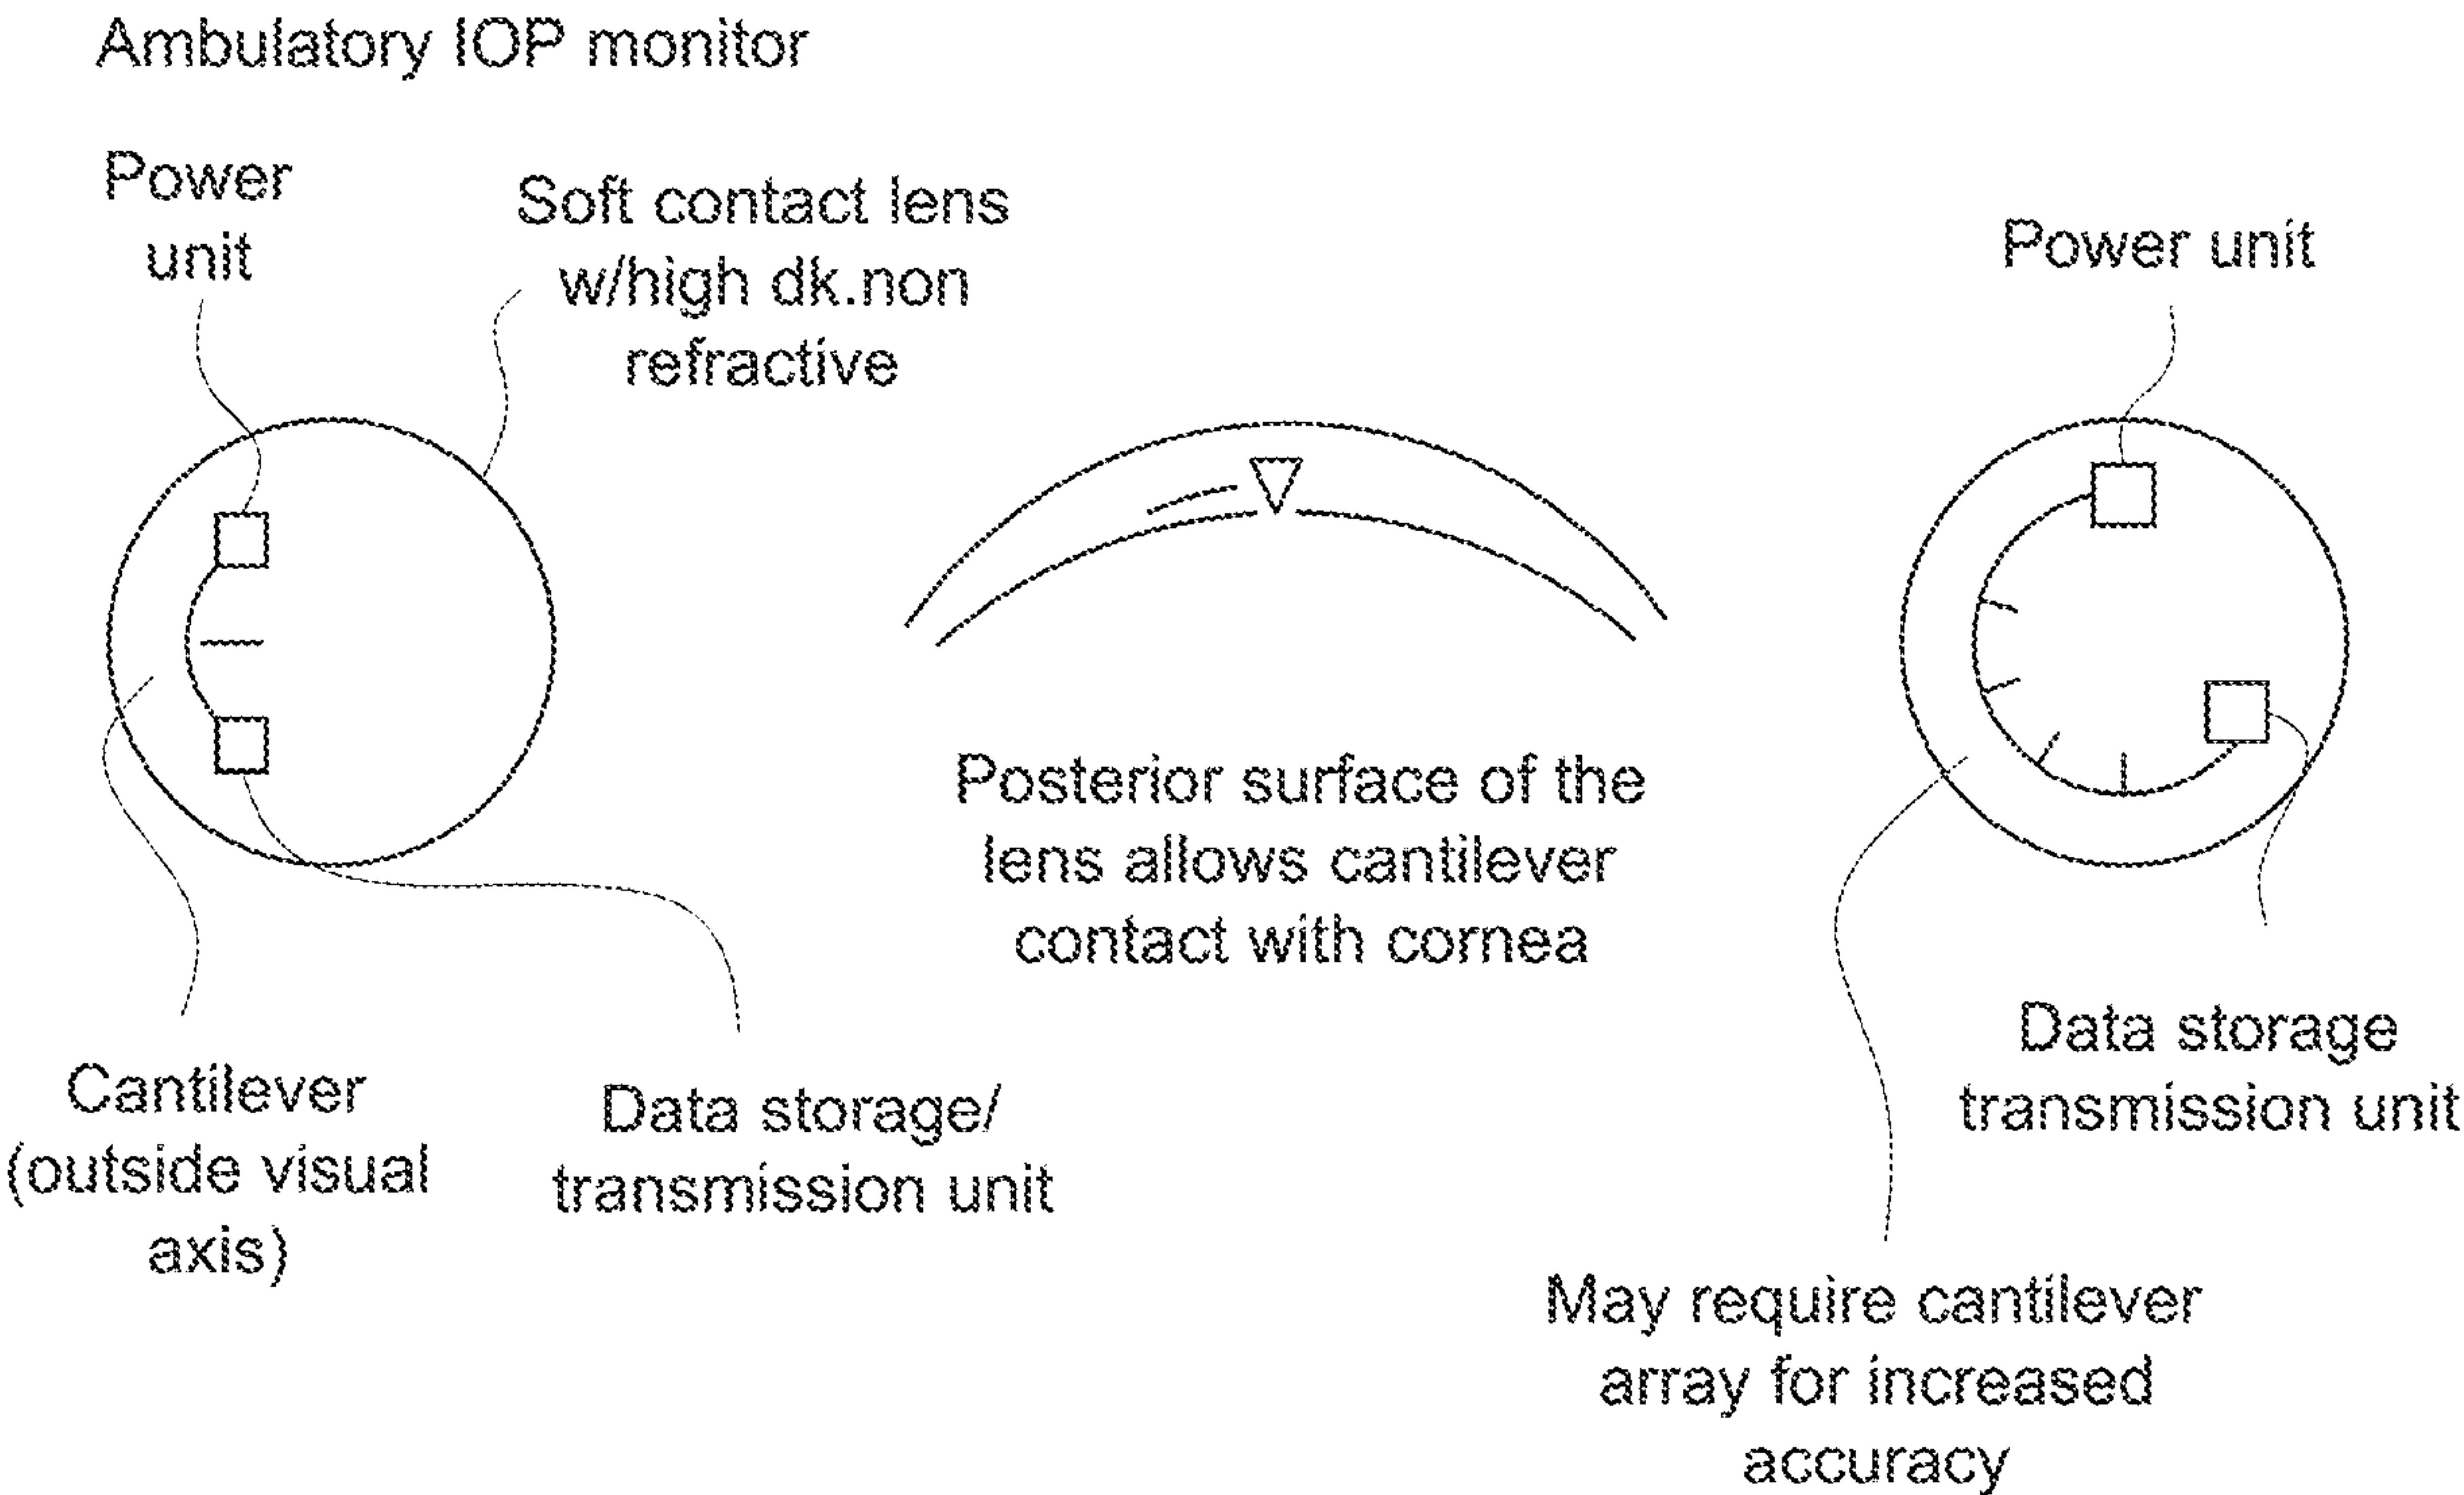 Ambulatory IOP monitor
Power
unit
Soft contact lens
w/high dk.non
refractive
Power unit
Posterior surface of the
lens allows cantilever
contact with cornea
Cantilever
(outside visual
axis)
Data storage/
transmission unit
Data storage
transmission unit
May require cantilever
array for increased
accuracy